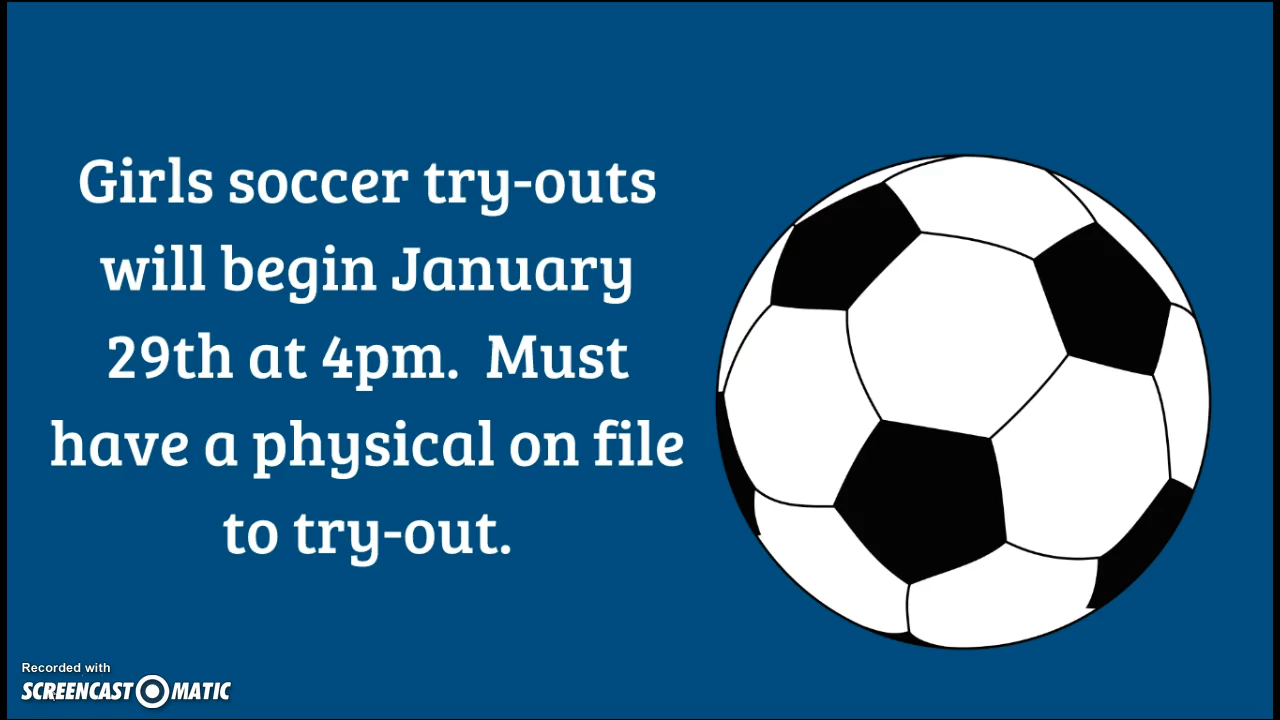 Girls soccer try-outs
will begin January
29th at 4pm.  Must
have a physical on file
to try-out.
Recorded with
SCREENCAST MATIC